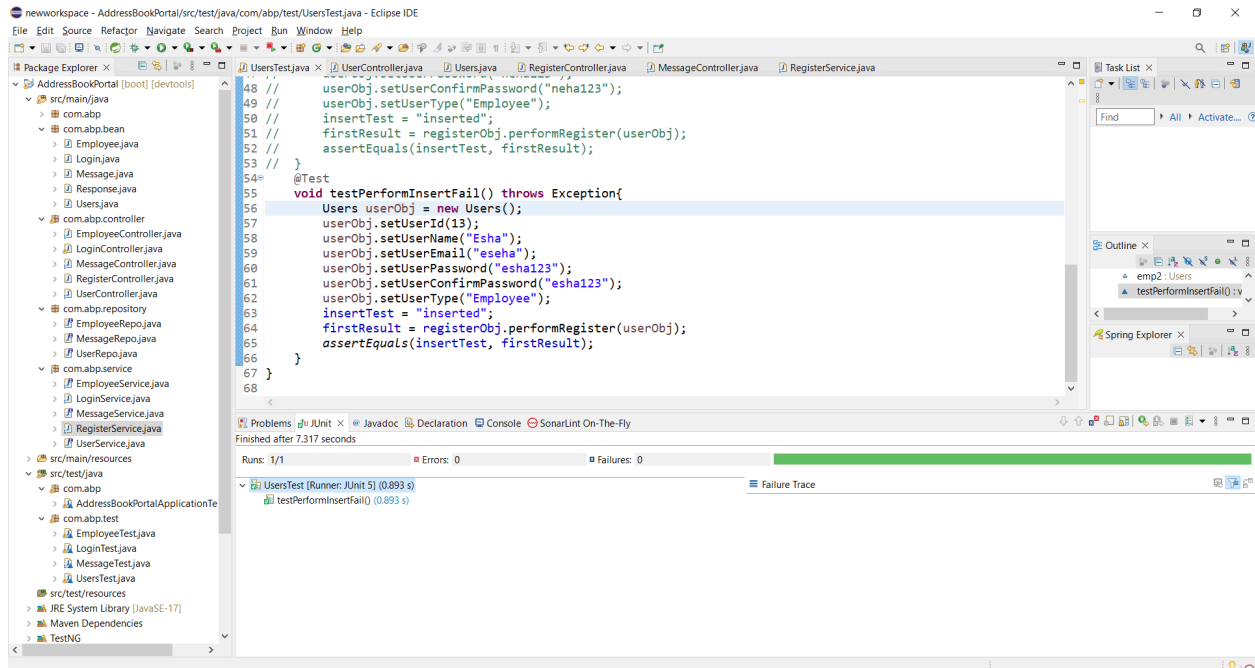 newworkspace - AddressBookPortal/src/test/java/com/abp/test/UsersTest.java - Eclipse IDE
File Edit Source Refactor Navigate Search Project Run Window Help
Package Explorer
AddressBookPortal [boot] [devtools]
src/main/java
com.abp
com.abp.bean
Employee.java
Login.java
Message.java
Response.java
Users.java
com.abp.controller
EmployeeController.java
LoginController.java
MessageController.java
RegisterController.java
UserController.java
com.abp.repository
EmployeeRepo.java
MessageRepo.java
UserRepo.java
com.abp.service
EmployeeService.java
LoginService.java
MessageService.java
RegisterService.java
UserService.java
src/main/resources
src/test/java
com.abp
AddressBookPortalApplicationTe
com.abp.test
EmployeeTest.java
LoginTest.java
MessageTest.java
UsersTest.java
src/test/resources
JRE System Library [JavaSE-17]
Maven Dependencies
TestNG
UsersTest.java UserController.java Users.java RegisterController.java MessageController.java RegisterService.java
48 // userObj.setUserConfirmPassword("neha123");
49 // userObj.setUserType("Employee");
50 // insertTest = "inserted";
51 // firstResult = registerObj.performRegister(userObj);
52 // assertEquals(insertTest, firstResult);
53 // }
54 @Test
55 void testPerformInsertFail() throws Exception{
56 Users userObj = new Users();
57 userObj.setUserId(13);
58 userObj.setUserName("Esha");
59 userObj.setUserEmail("eseha");
60 userObj.setUserPassword("esha123");
61 userObj.setUserConfirmPassword("esha123");
62 userObj.setUserType("Employee");
63 insertTest = "inserted";
64 firstResult = registerObj.performRegister(userObj);
65 assertEquals(insertTest, firstResult);
66 }
67 }
68
Problems JUnit Javadoc Declaration Console SonarLint On-The-Fly
Finished after 7.317 seconds
Runs: 1/1 Errors: 0 Failures: 0
UsersTest [Runner: JUnit 5] (0.893 s)
testPerformInsertFail() (0.893 s)
Failure Trace
Task List
Find All Activate...
Outline
emp2 : Users
testPerformInsertFail() : v
Spring Explorer